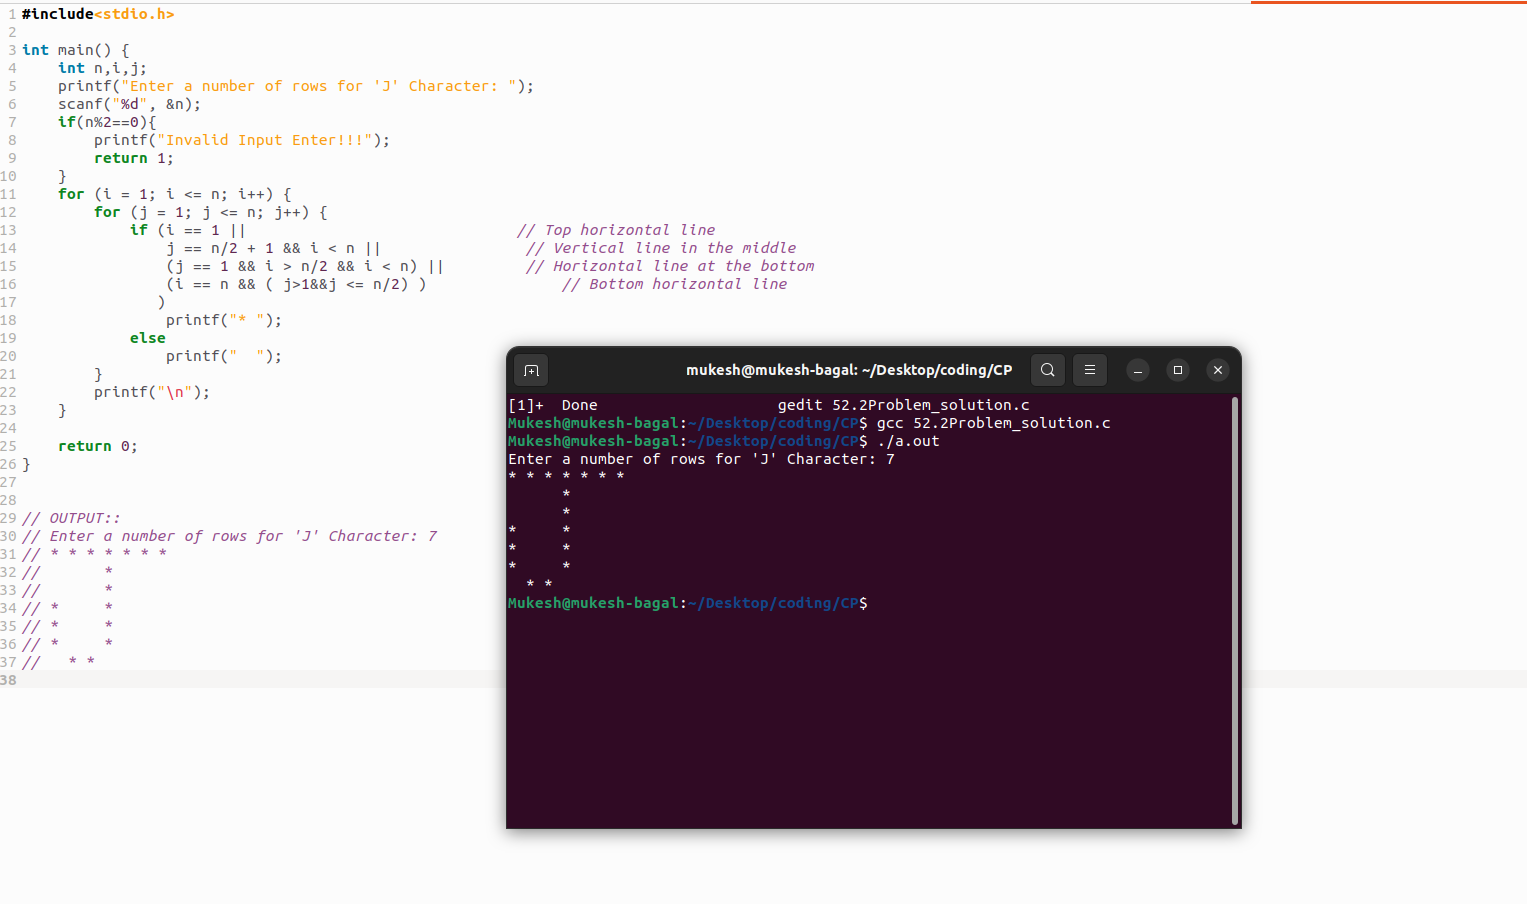 1 #include<stdio.h>
2
3 int main() {
4     int n,i,j;
5     printf("Enter a number of rows for 'J' Character: ");
6     scanf("%d", &n);
7     if(n%2==0){
8         printf("Invalid Input Enter!!!");
9         return 1;
10     }
11     for (i = 1; i <= n; i++) {
12         for (j = 1; j <= n; j++) {
13             if (i == 1 ||                              // Top horizontal line
14                 j == n/2 + 1 && i < n ||                // Vertical line in the middle
15                 (j == 1 && i > n/2 && i < n) ||         // Horizontal line at the bottom
16                 (i == n && ( j>1&&j <= n/2) )               // Bottom horizontal line
17                )
18                 printf("* ");
19             else
20                 printf("  ");
21         }
22         printf("\n");
23     }
24
25     return 0;
26 }
27
28
29 // OUTPUT::
30 // Enter a number of rows for 'J' Character: 7
31 // * * * * * * *
32 //       *
33 //       *
34 // *     *
35 // *     *
36 // *     *
37 //   * *
38
mukesh@mukesh-bagal: ~/Desktop/coding/CP
[1]+  Done                    gedit 52.2Problem_solution.c
Mukesh@mukesh-bagal:~/Desktop/coding/CP$ gcc 52.2Problem_solution.c
Mukesh@mukesh-bagal:~/Desktop/coding/CP$ ./a.out
Enter a number of rows for 'J' Character: 7
* * * * * * *
      *
      *
*     *
*     *
*     *
  * *
Mukesh@mukesh-bagal:~/Desktop/coding/CP$